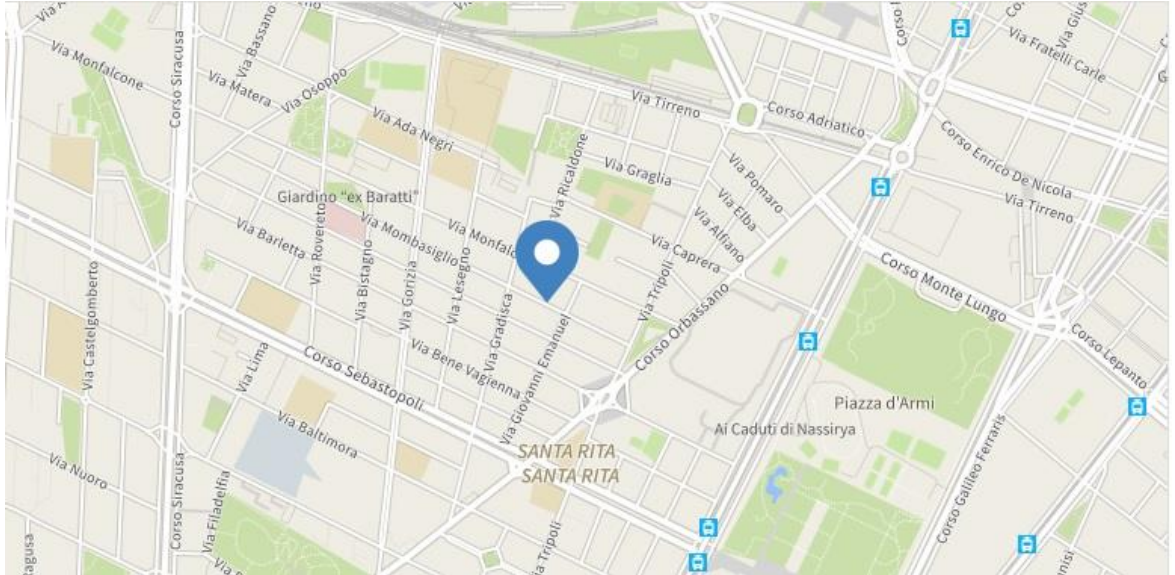 Via Monfalcone
Via Bassano
Via Matera
Via Osoppo
Corso Siracusa
Via Ada Negri
Via Ricaldone
Via Tirreno
Via Graglia
Corso Adriatico
Via Fratelli Carle
Corso Enrico De Nicola
Via Tirreno
Via Pomaro
Via Elba
Via Alfiano
Via Caprera
Giardino "ex Baratti"
Via Rovereto
Via Mombasiglio
Via Monfalc
Via Barletta
Via Bistagno
Via Gorizia
Via Lesegno
Via Gradisca
Via Giovanni Emanuel
Via Tripoli
Corso Orbassano
Corso Monte Lungo
Corso Lepanto
Via Castelgomberto
Via Lima
Corso Sebastopoli
Via Bene Vagienna
Piazza d'Armi
Ai Caduti di Nassirya
Via Baltimora
SANTA RITA
SANTA RITA
Corso Galileo Ferraris
Via Nuoro
Corso Siracusa
Via Filadelfia
Via Tripoli